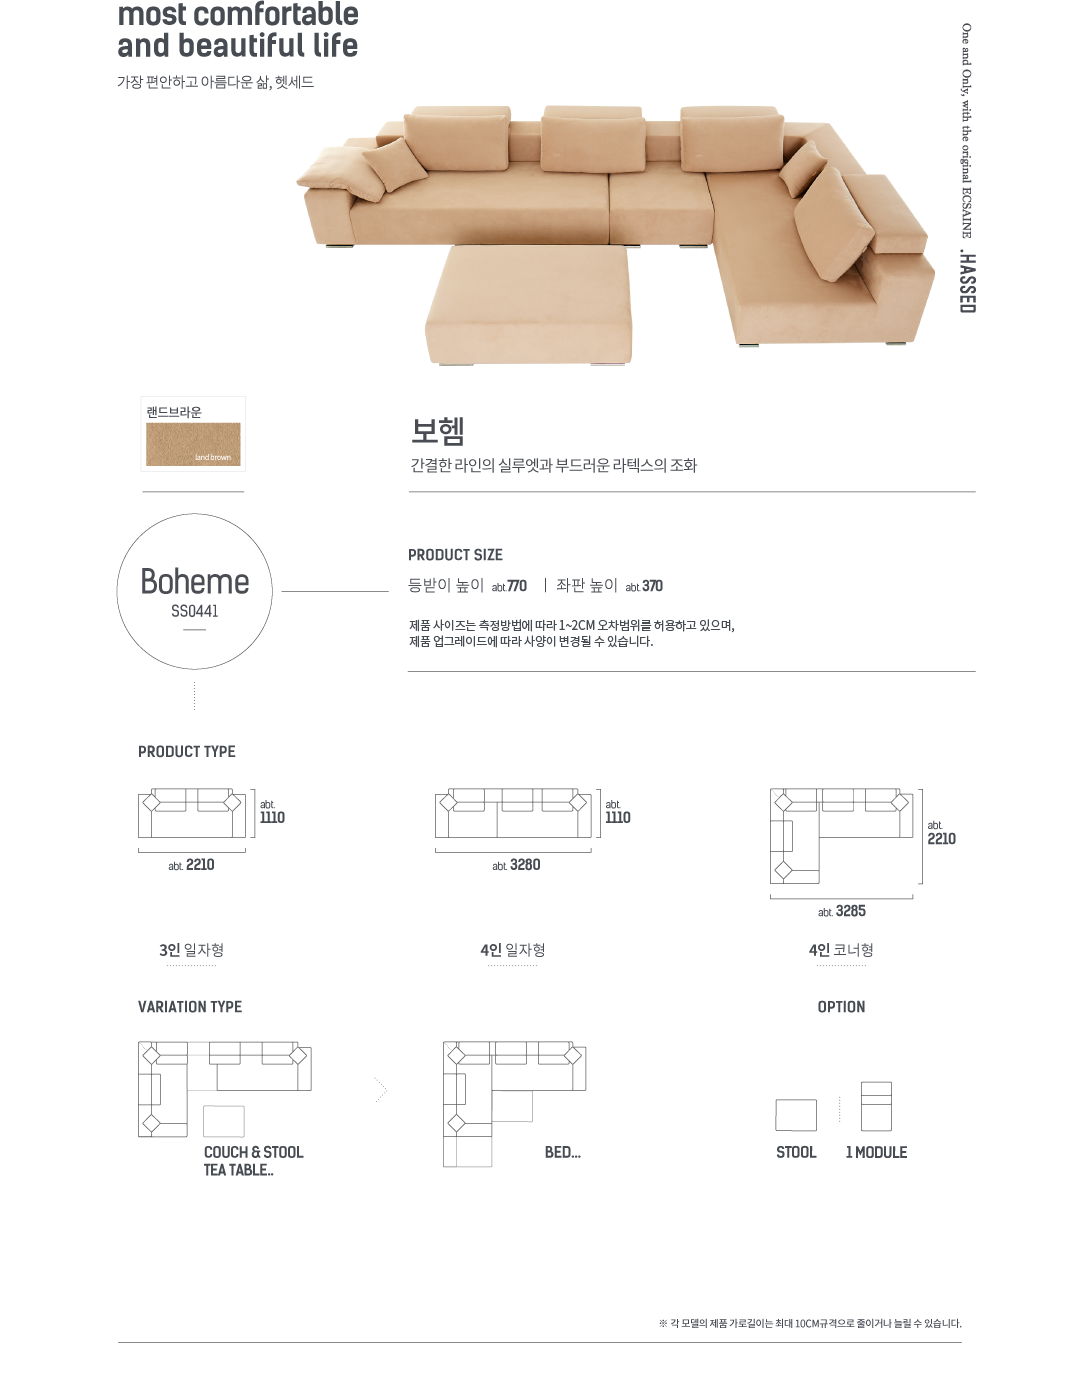 most comfortable
and beautiful life
가장 편안하고 아름다운 삶, 헷세드
One and Only, with the original ECSAINE .HASSED
랜드브라운
land brown
보헴
간결한 라인의 실루엣과 부드러운 라텍스의 조화
Boheme
SS0441
PRODUCT SIZE
등받이 높이 abt.770 | 좌판 높이 abt.370
제품 사이즈는 측정방법에 따라 1~2CM 오차범위를 허용하고 있으며,
제품 업그레이드에 따라 사양이 변경될 수 있습니다.
PRODUCT TYPE
abt.
1110
abt. 2210
3인 일자형
abt.
1110
abt. 3280
4인 일자형
abt.
2210
abt. 3285
4인 코너형
VARIATION TYPE
COUCH & STOOL
TEA TABLE..
BED...
OPTION
STOOL
1 MODULE
※ 각 모델의 제품 가로길이는 최대 10CM규격으로 줄이거나 늘릴 수 있습니다.